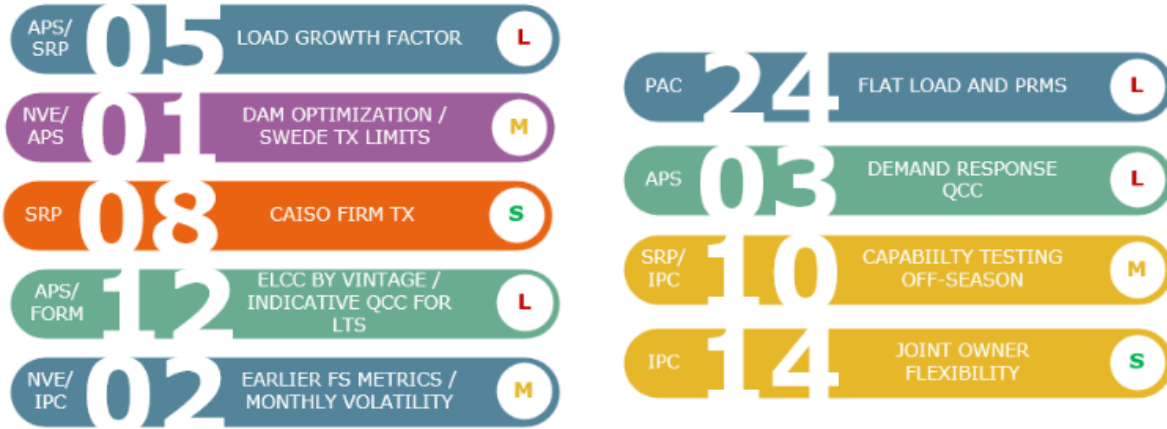 APS/
SRP
05
LOAD GROWTH FACTOR
L
NVE/
APS
01
DAM OPTIMIZATION /
SWEDE TX LIMITS
M
SRP
08
CAISO FIRM TX
S
APS/
FORM
12
ELCC BY VINTAGE /
INDICATIVE QCC FOR
LTS
L
NVE/
IPC
02
EARLIER FS METRICS /
MONTHLY VOLATILITY
M
PAC
24
FLAT LOAD AND PRMS
L
APS
03
DEMAND RESPONSE
QCC
L
SRP/
IPC
10
CAPABIILTY TESTING
OFF-SEASON
M
IPC
14
JOINT OWNER
FLEXIBILITY
S